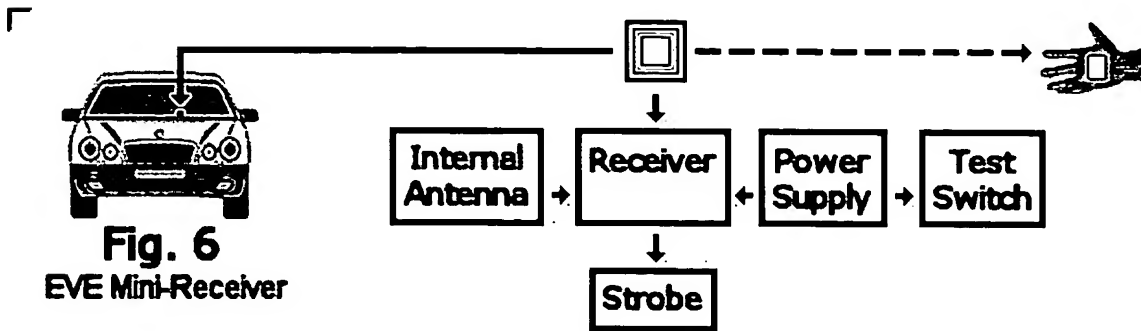 Internal
Antenna
Receiver
Power
Supply
Test
Switch
Strobe
Fig. 6
EVE Mini-Receiver